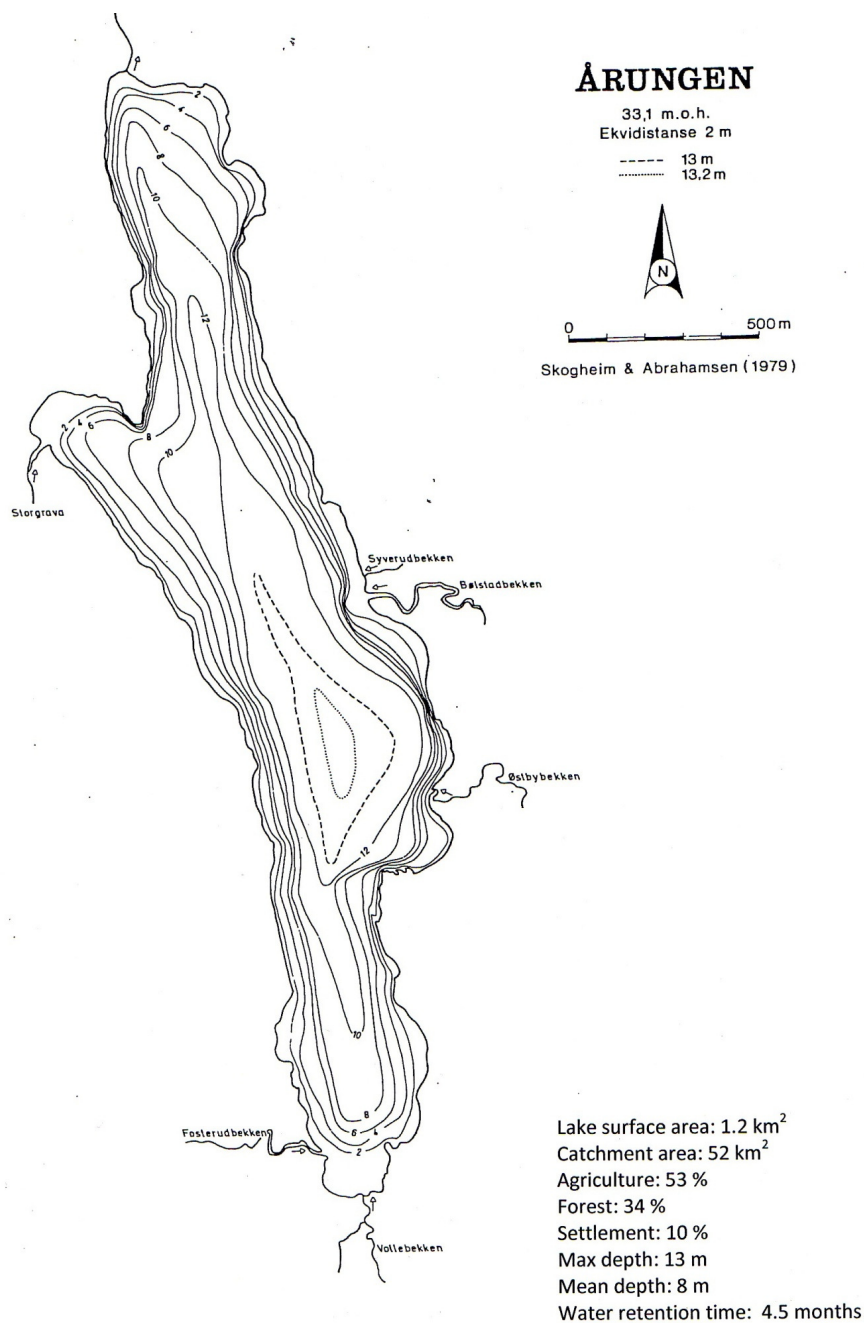 ÅRUNGEN
33,1 m.o.h.
Ekvidistanse 2 m
13 m
13,2 m
N
0 500 m
Skogheim & Abrahamsen (1979)
2
4
6
8
10
12
2 4 6
8
10
Storgrava
Syverudbekken
Bølstadbekken
Østbybekken
12
10
8
6 4
2
Fosterudbekken
Vollebekken
Lake surface area: 1.2 km²
Catchment area: 52 km²
Agriculture: 53 %
Forest: 34 %
Settlement: 10 %
Max depth: 13 m
Mean depth: 8 m
Water retention time: 4.5 months